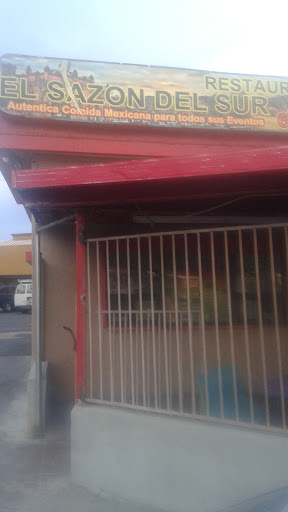 RESTAUR
EL SAZON DEL SUR
Autentica Comida Mexicana para todos sus Eventos